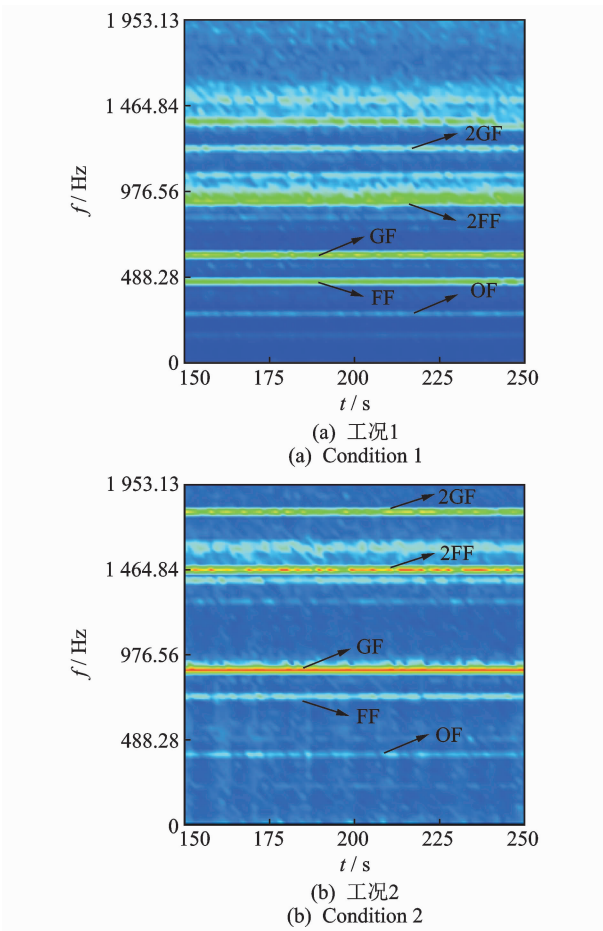 1 953.13
1 464.84
976.56
488.28
0
f / Hz
2GF
2FF
GF
FF
OF
150 175 200 225 250
t / s
(a) 工况1
(a) Condition 1
1 953.13
1 464.84
976.56
488.28
0
f / Hz
2GF
2FF
GF
FF
OF
150 175 200 225 250
t / s
(b) 工况2
(b) Condition 2